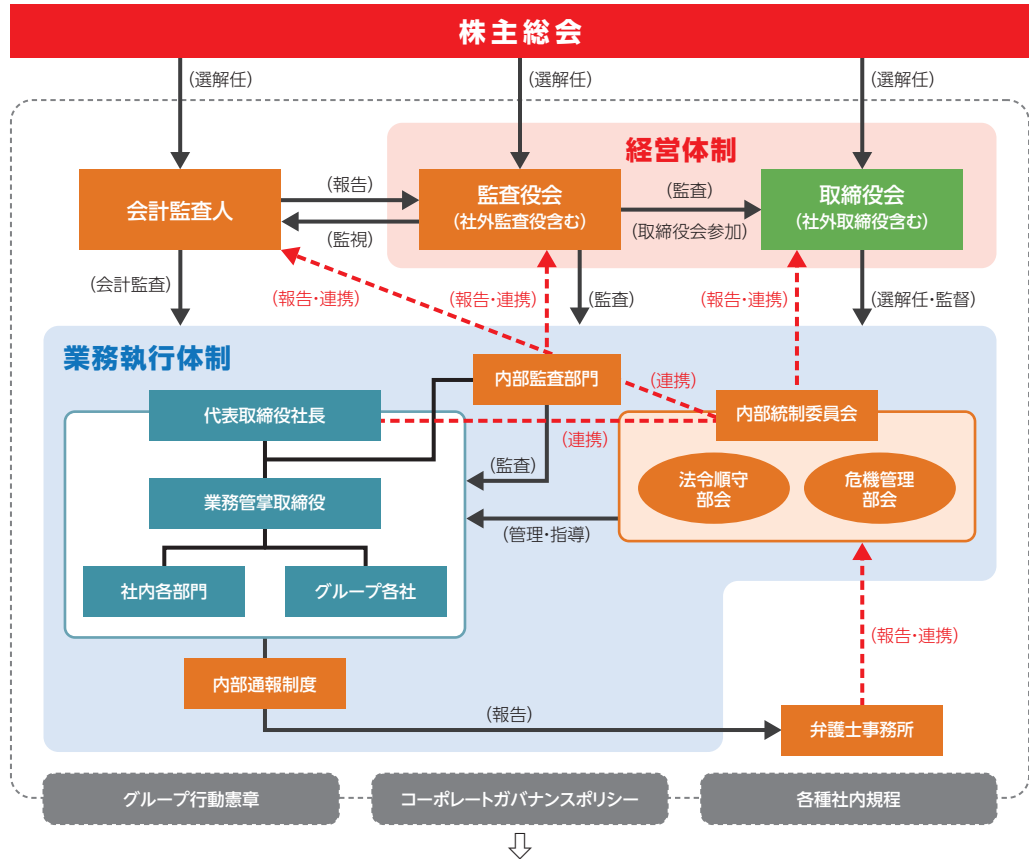 株主総会
(選解任)
(選解任)
(選解任)
経営体制
会計監査人
(報告)
(監視)
監査役会
(社外監査役含む)
(監査)
(取締役会参加)
取締役会
(社外取締役含む)
(会計監査)
(報告・連携)
(報告・連携)
(監査)
(報告・連携)
(選解任・監督)
業務執行体制
内部監査部門
(連携)
代表取締役社長
(連携)
内部統制委員会
(監査)
法令順守
部会
危機管理
部会
業務管掌取締役
(管理・指導)
社内各部門
グループ各社
(報告・連携)
内部通報制度
(報告)
弁護士事務所
グループ行動憲章
コーポレートガバナンスポリシー
各種社内規程